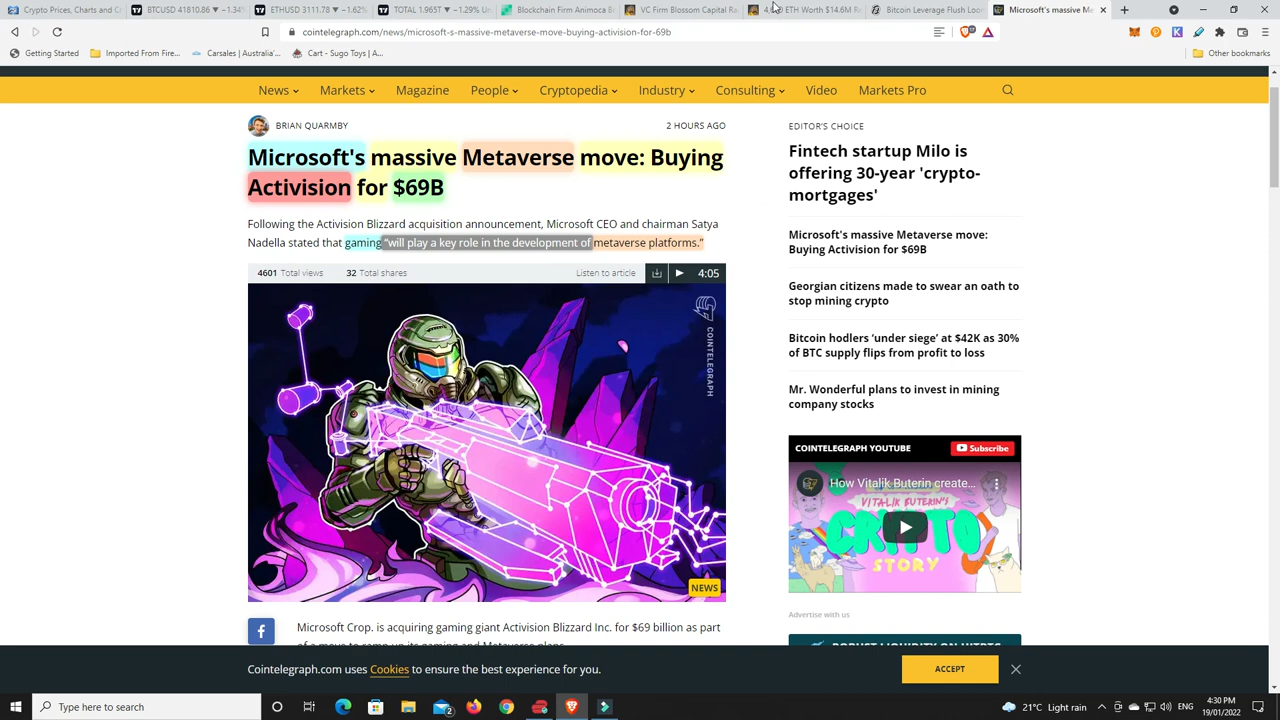 Crypto Prices, Charts and C
BTCUSD 41810.86 ▼ −1.34%
ETHUSD 3111.78 ▼ −1.62%
TOTAL 1.965T ▼ −1.29% Un
Blockchain Firm Animoca Br
VC Firm Blossom Capital Ra
ETH Worth $14.6M Re
Bitcoin Leverage Flush Loo
Microsoft's massive M
cointelegraph.com/news/microsoft-s-massive-metaverse-move-buying-activision-for-69b
Getting Started
Imported From Fire...
Carsales | Australia'...
Cart - Sugo Toys | A...
Other bookmarks
News
Markets
Magazine
People
Cryptopedia
Industry
Consulting
Video
Markets Pro
BRIAN QUARMBY
2 HOURS AGO
Microsoft's massive Metaverse move: Buying
Activision for $69B
Following the Activision Blizzard acquisition announcement, Microsoft CEO and chairman Satya
Nadella stated that gaming “will play a key role in the development of metaverse platforms.”
4601 Total views
32 Total shares
Listen to article
4:05
COINTELEGRAPH
NEWS
Microsoft Crop. is acquiring gaming giant Activision Blizzard Inc. for $69 billion as part
EDITOR'S CHOICE
Fintech startup Milo is
offering 30-year 'crypto-
mortgages'
Microsoft's massive Metaverse move:
Buying Activision for $69B
Georgian citizens made to swear an oath to
stop mining crypto
Bitcoin hodlers ‘under siege’ at $42K as 30%
of BTC supply flips from profit to loss
Mr. Wonderful plans to invest in mining
company stocks
COINTELEGRAPH YOUTUBE
Subscribe
How Vitalik Buterin create...
VITALIK BUTERIN'S
CRYPTO
STORY
Advertise with us
Cointelegraph.com uses Cookies to ensure the best experience for you.
ACCEPT
Type here to search
21°C Light rain
ENG
4:30 PM
19/01/2022